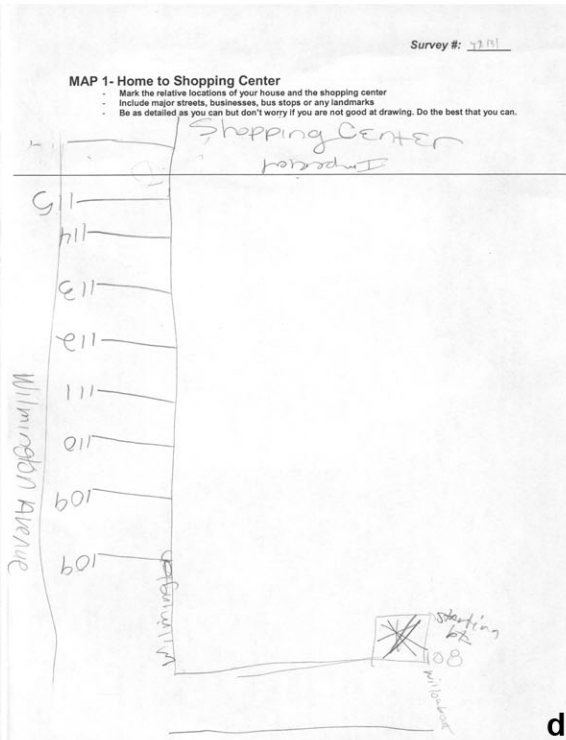 Survey #:
MAP 1- Home to Shopping Center
- Mark the relative locations of your house and the shopping center
- Include major streets, businesses, bus stops or any landmarks
- Be as detailed as you can but don't worry if you are not good at drawing. Do the best that you can.
Shopping Center
Imperial
115
114
113
112
111
110
109
109
Wilmington Avenue
starting
pt
108
d